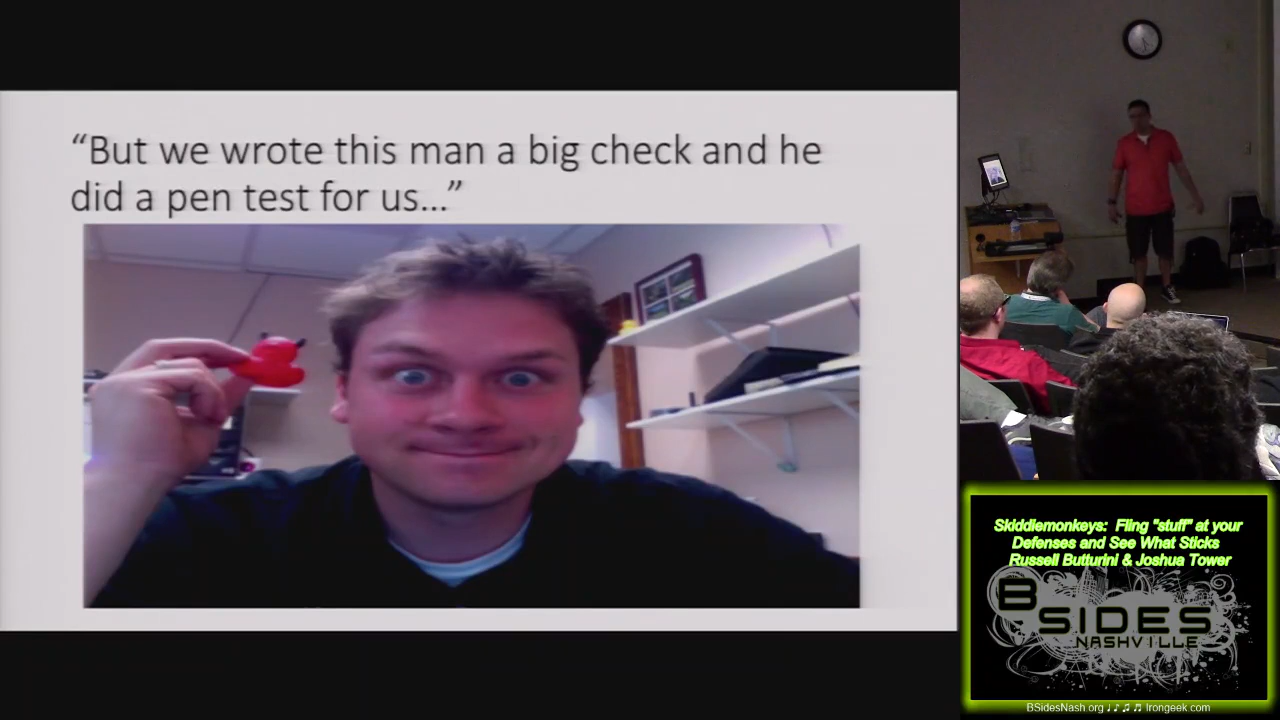 “But we wrote this man a big check and he
did a pen test for us...”
Skiddiemonkeys: Fling "stuff" at your
Defenses and See What Sticks
Russell Butturini & Joshua Tower
BSIDES
NASHVILLE
BSidesNash.org ♩ ♪ ♫ ♬ Irongeek.com